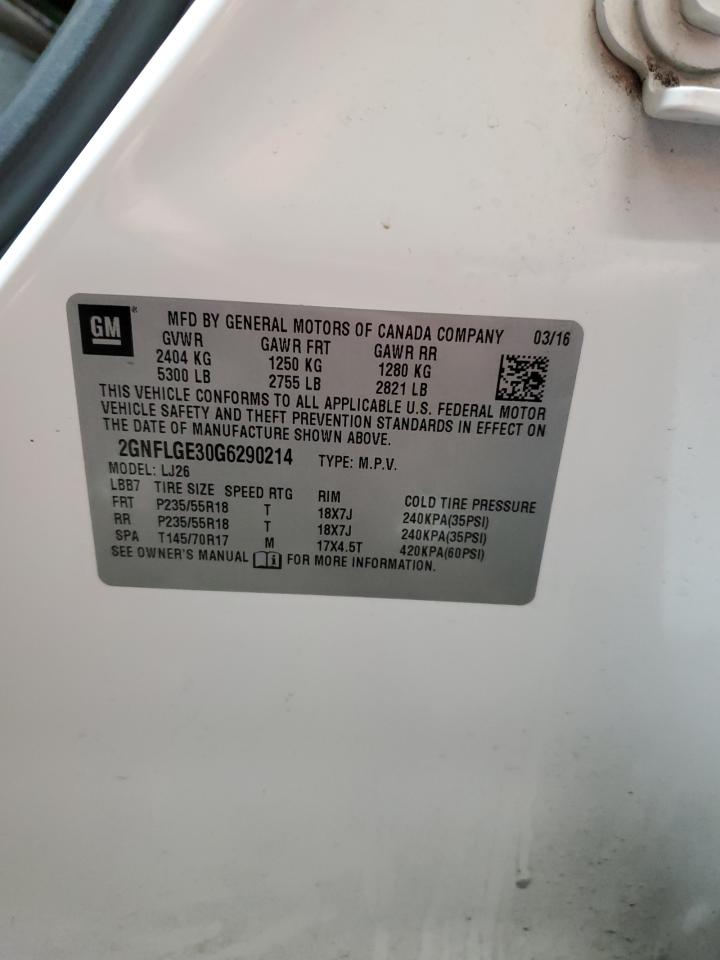 GM ® MFD BY GENERAL MOTORS OF CANADA COMPANY 03/16
GVWR GAWR FRT GAWR RR
2404 KG 1250 KG 1280 KG
5300 LB 2755 LB 2821 LB
THIS VEHICLE CONFORMS TO ALL APPLICABLE U.S. FEDERAL MOTOR
VEHICLE SAFETY AND THEFT PREVENTION STANDARDS IN EFFECT ON
THE DATE OF MANUFACTURE SHOWN ABOVE.
2GNFLGE30G6290214 TYPE: M.P.V.
MODEL: LJ26
LBB7 TIRE SIZE SPEED RTG RIM COLD TIRE PRESSURE
FRT P235/55R18 T 18X7J 240KPA(35PSI)
RR P235/55R18 T 18X7J 240KPA(35PSI)
SPA T145/70R17 M 17X4.5T 420KPA(60PSI)
SEE OWNER'S MANUAL i FOR MORE INFORMATION.